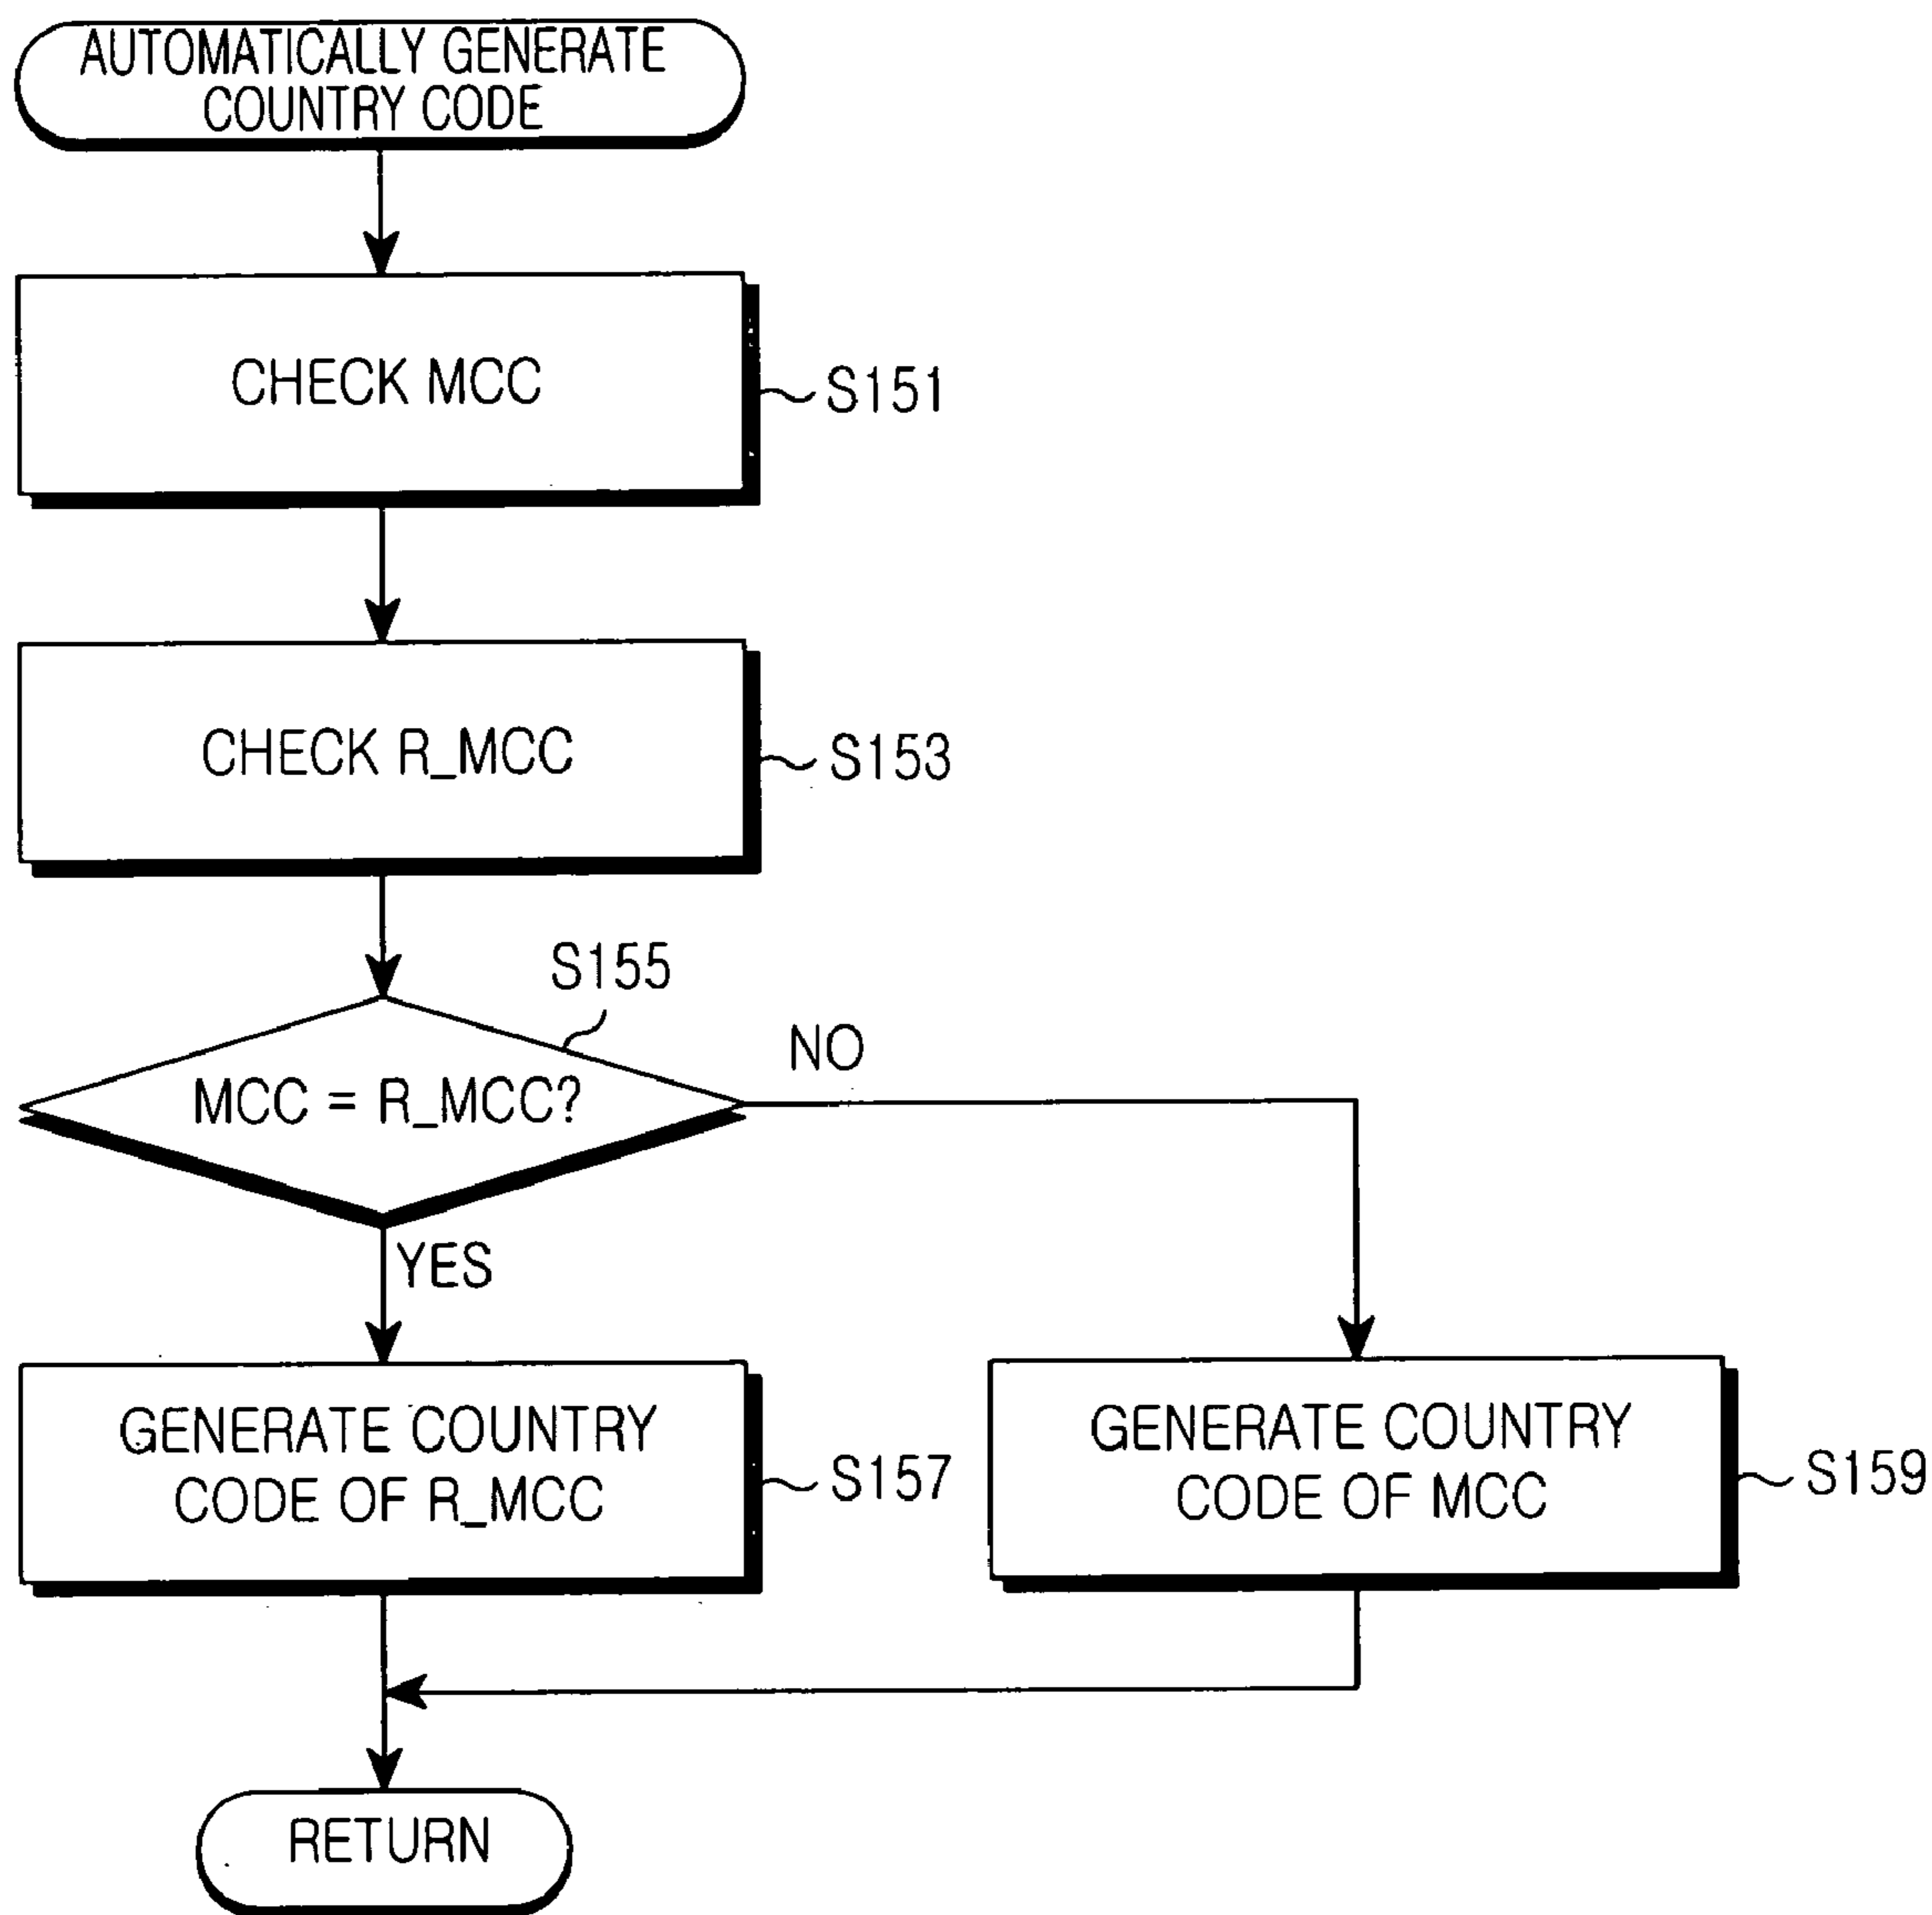 AUTOMATICALLY GENERATE
COUNTRY CODE
CHECK MCC
S151
CHECK R_MCC
S153
S155
MCC = R_MCC?
NO
YES
GENERATE COUNTRY
CODE OF R_MCC
S157
GENERATE COUNTRY
CODE OF MCC
S159
RETURN